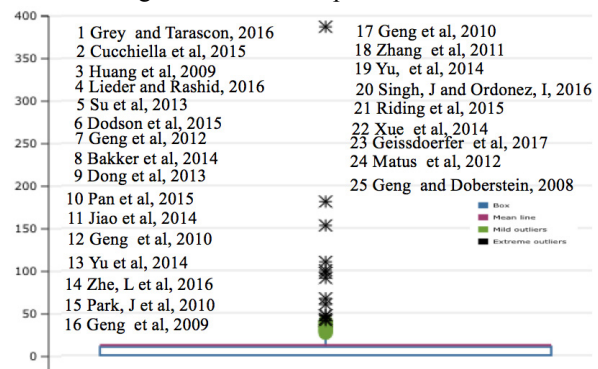 400
350
300
250
200
150
100
50
0
1 Grey and Tarascon, 2016
2 Cucchiella et al, 2015
3 Huang et al, 2009
4 Lieder and Rashid, 2016
5 Su et al, 2013
6 Dodson et al, 2015
7 Geng et al, 2012
8 Bakker et al, 2014
9 Dong et al, 2013
10 Pan et al, 2015
11 Jiao et al, 2014
12 Geng et al, 2010
13 Yu et al, 2014
14 Zhe, L et al, 2016
15 Park, J et al, 2010
16 Geng et al, 2009
17 Geng et al, 2010
18 Zhang et al, 2011
19 Yu, et al, 2014
20 Singh, J and Ordonez, I, 2016
21 Riding et al, 2015
22 Xue et al, 2014
23 Geissdoerfer et al, 2017
24 Matus et al, 2012
25 Geng and Doberstein, 2008
Box
Mean line
Mild outliers
Extreme outliers